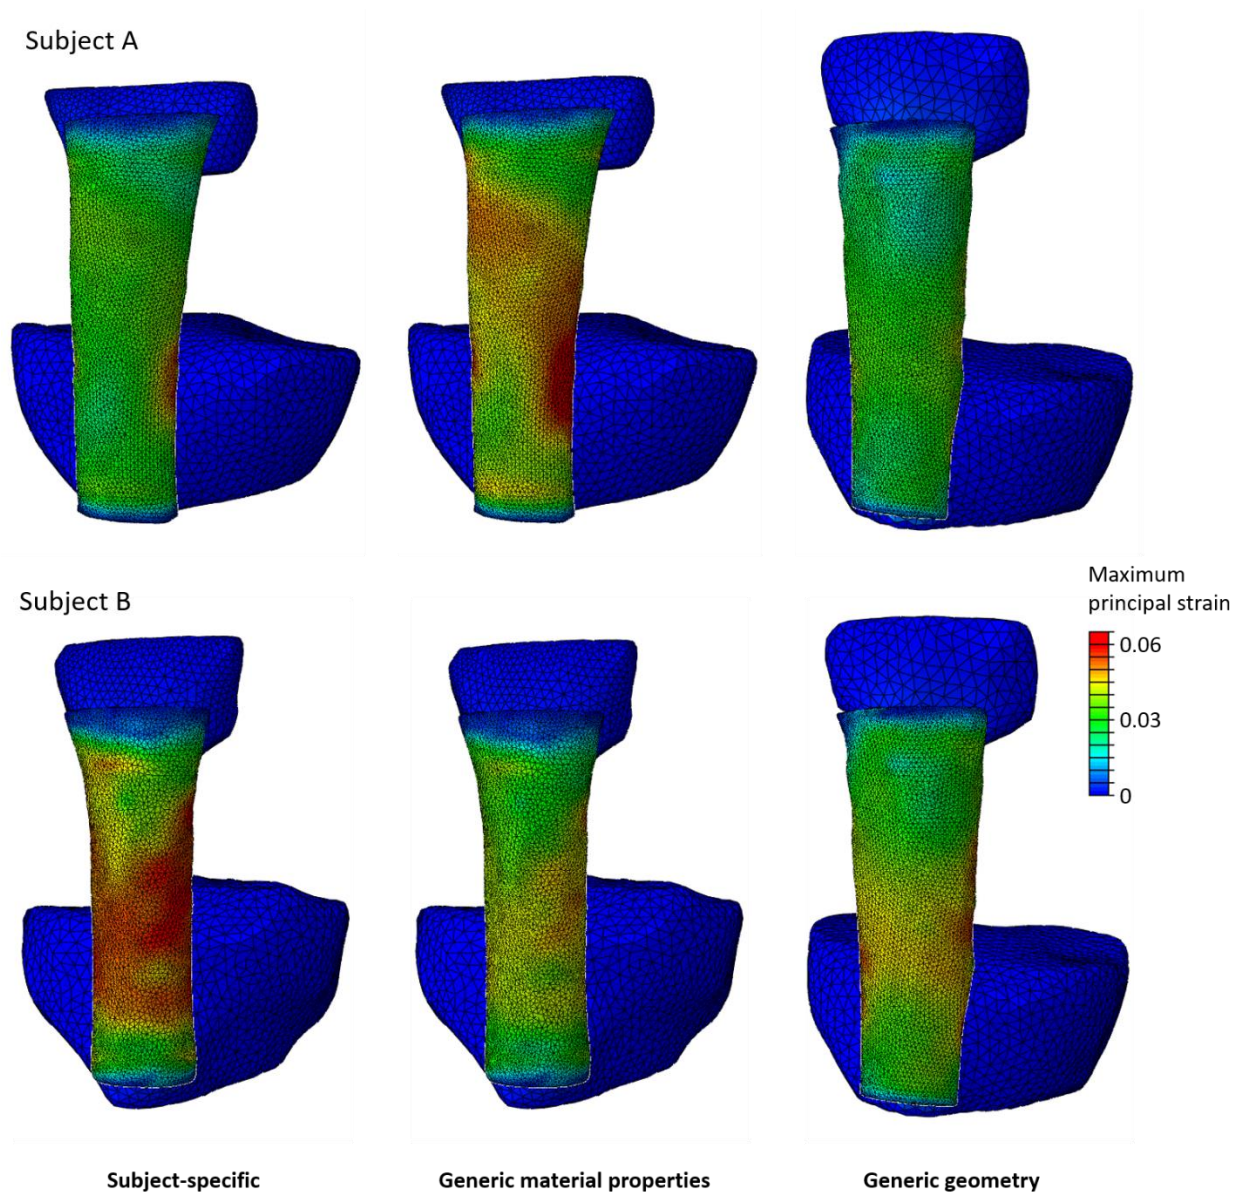 Subject A
Subject B
Maximum
principal strain
0.06
0.03
0
Subject-specific
Generic material properties
Generic geometry